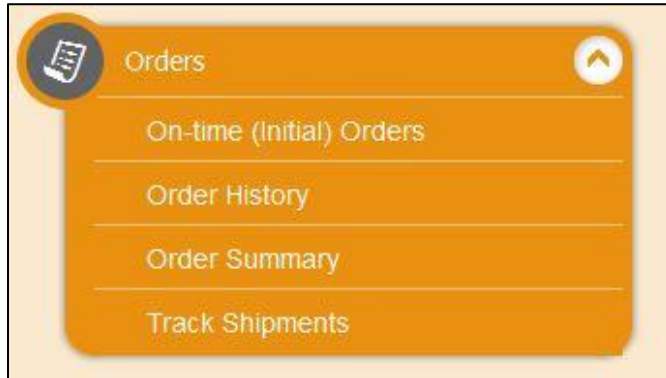 Orders
On-time (Initial) Orders
Order History
Order Summary
Track Shipments